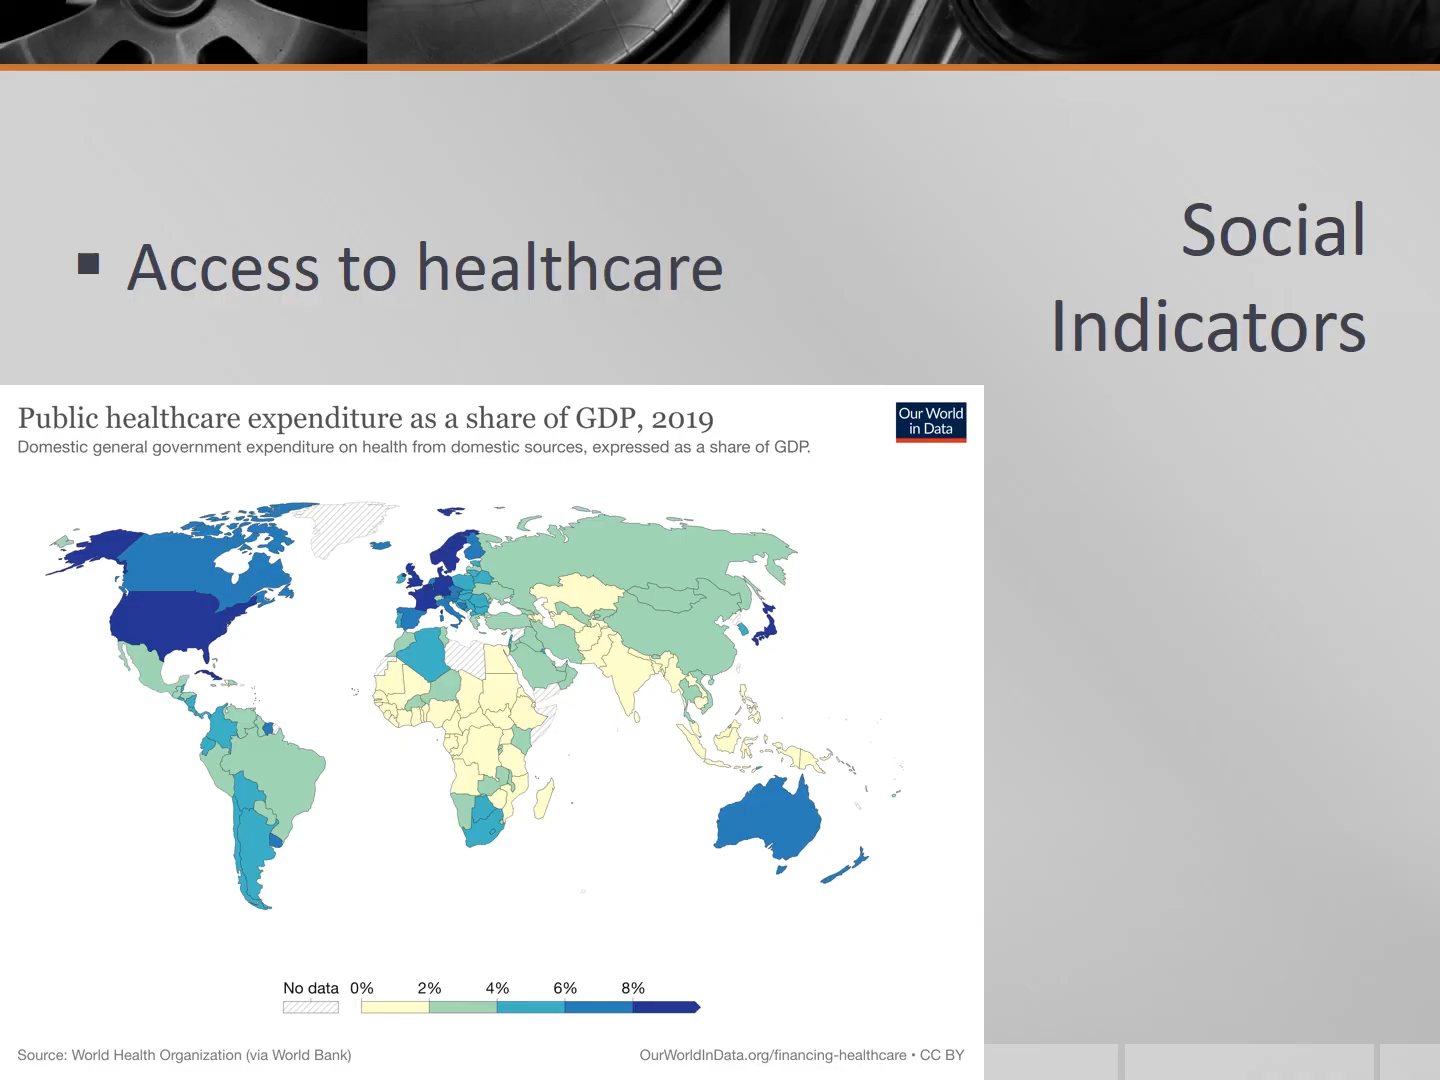 Social
Indicators
▪ Access to healthcare
Public healthcare expenditure as a share of GDP, 2019
Domestic general government expenditure on health from domestic sources, expressed as a share of GDP.
Our World
in Data
No data 0% 2% 4% 6% 8%
Source: World Health Organization (via World Bank)
OurWorldInData.org/financing-healthcare • CC BY